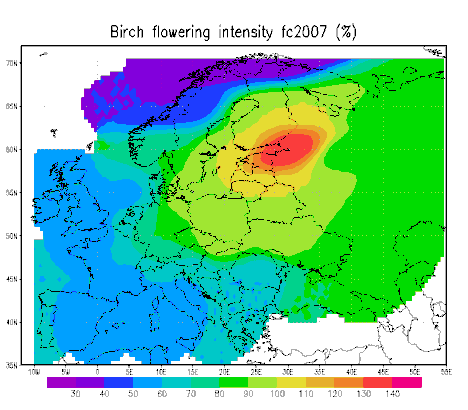 Birch flowering intensity fc2007 (%)
70N
65N
60N
55N
50N
45N
40N
35N
10W 5W 0 5E 10E 15E 20E 25E 30E 35E 40E 45E 50E 55E
30 40 50 60 70 80 90 100 110 120 130 140